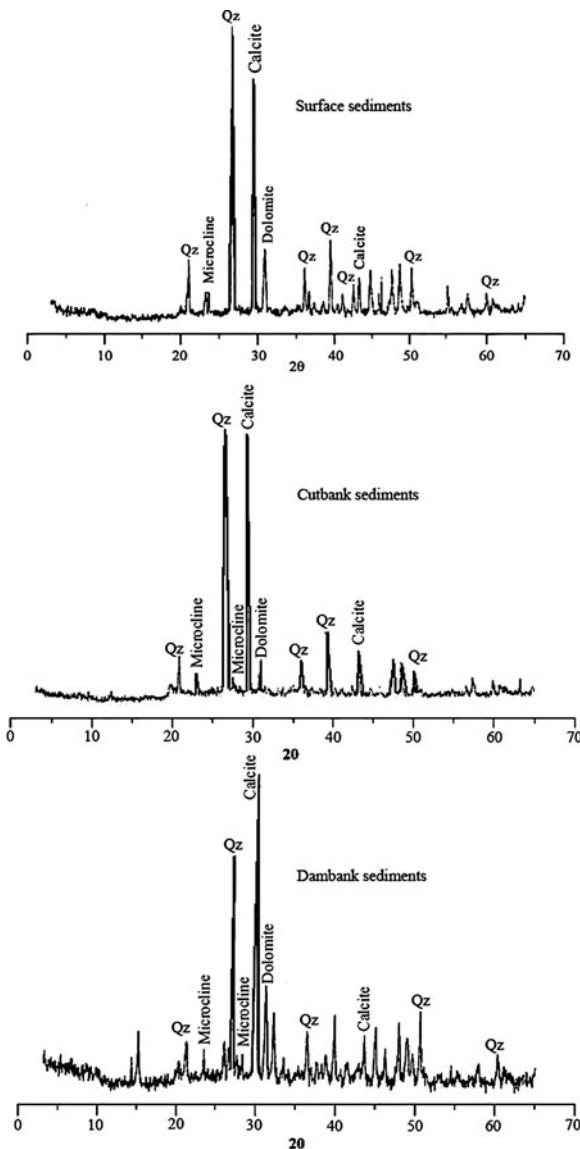 Qz
Calcite
Surface sediments
Dolomite
Qz
Microcline
Qz
Qz
Qz
Calcite
Qz
Qz
0 10 20 30 40 50 60 70
2θ
Qz
Calcite
Cutbank sediments
Qz
Microcline
Microcline
Dolomite
Qz
Qz
Calcite
Qz
0 10 20 30 40 50 60 70
2θ
Calcite
Qz
Dambank sediments
Dolomite
Qz
Microcline
Microcline
Qz
Calcite
Qz
Qz
0 10 20 30 40 50 60 70
2θ